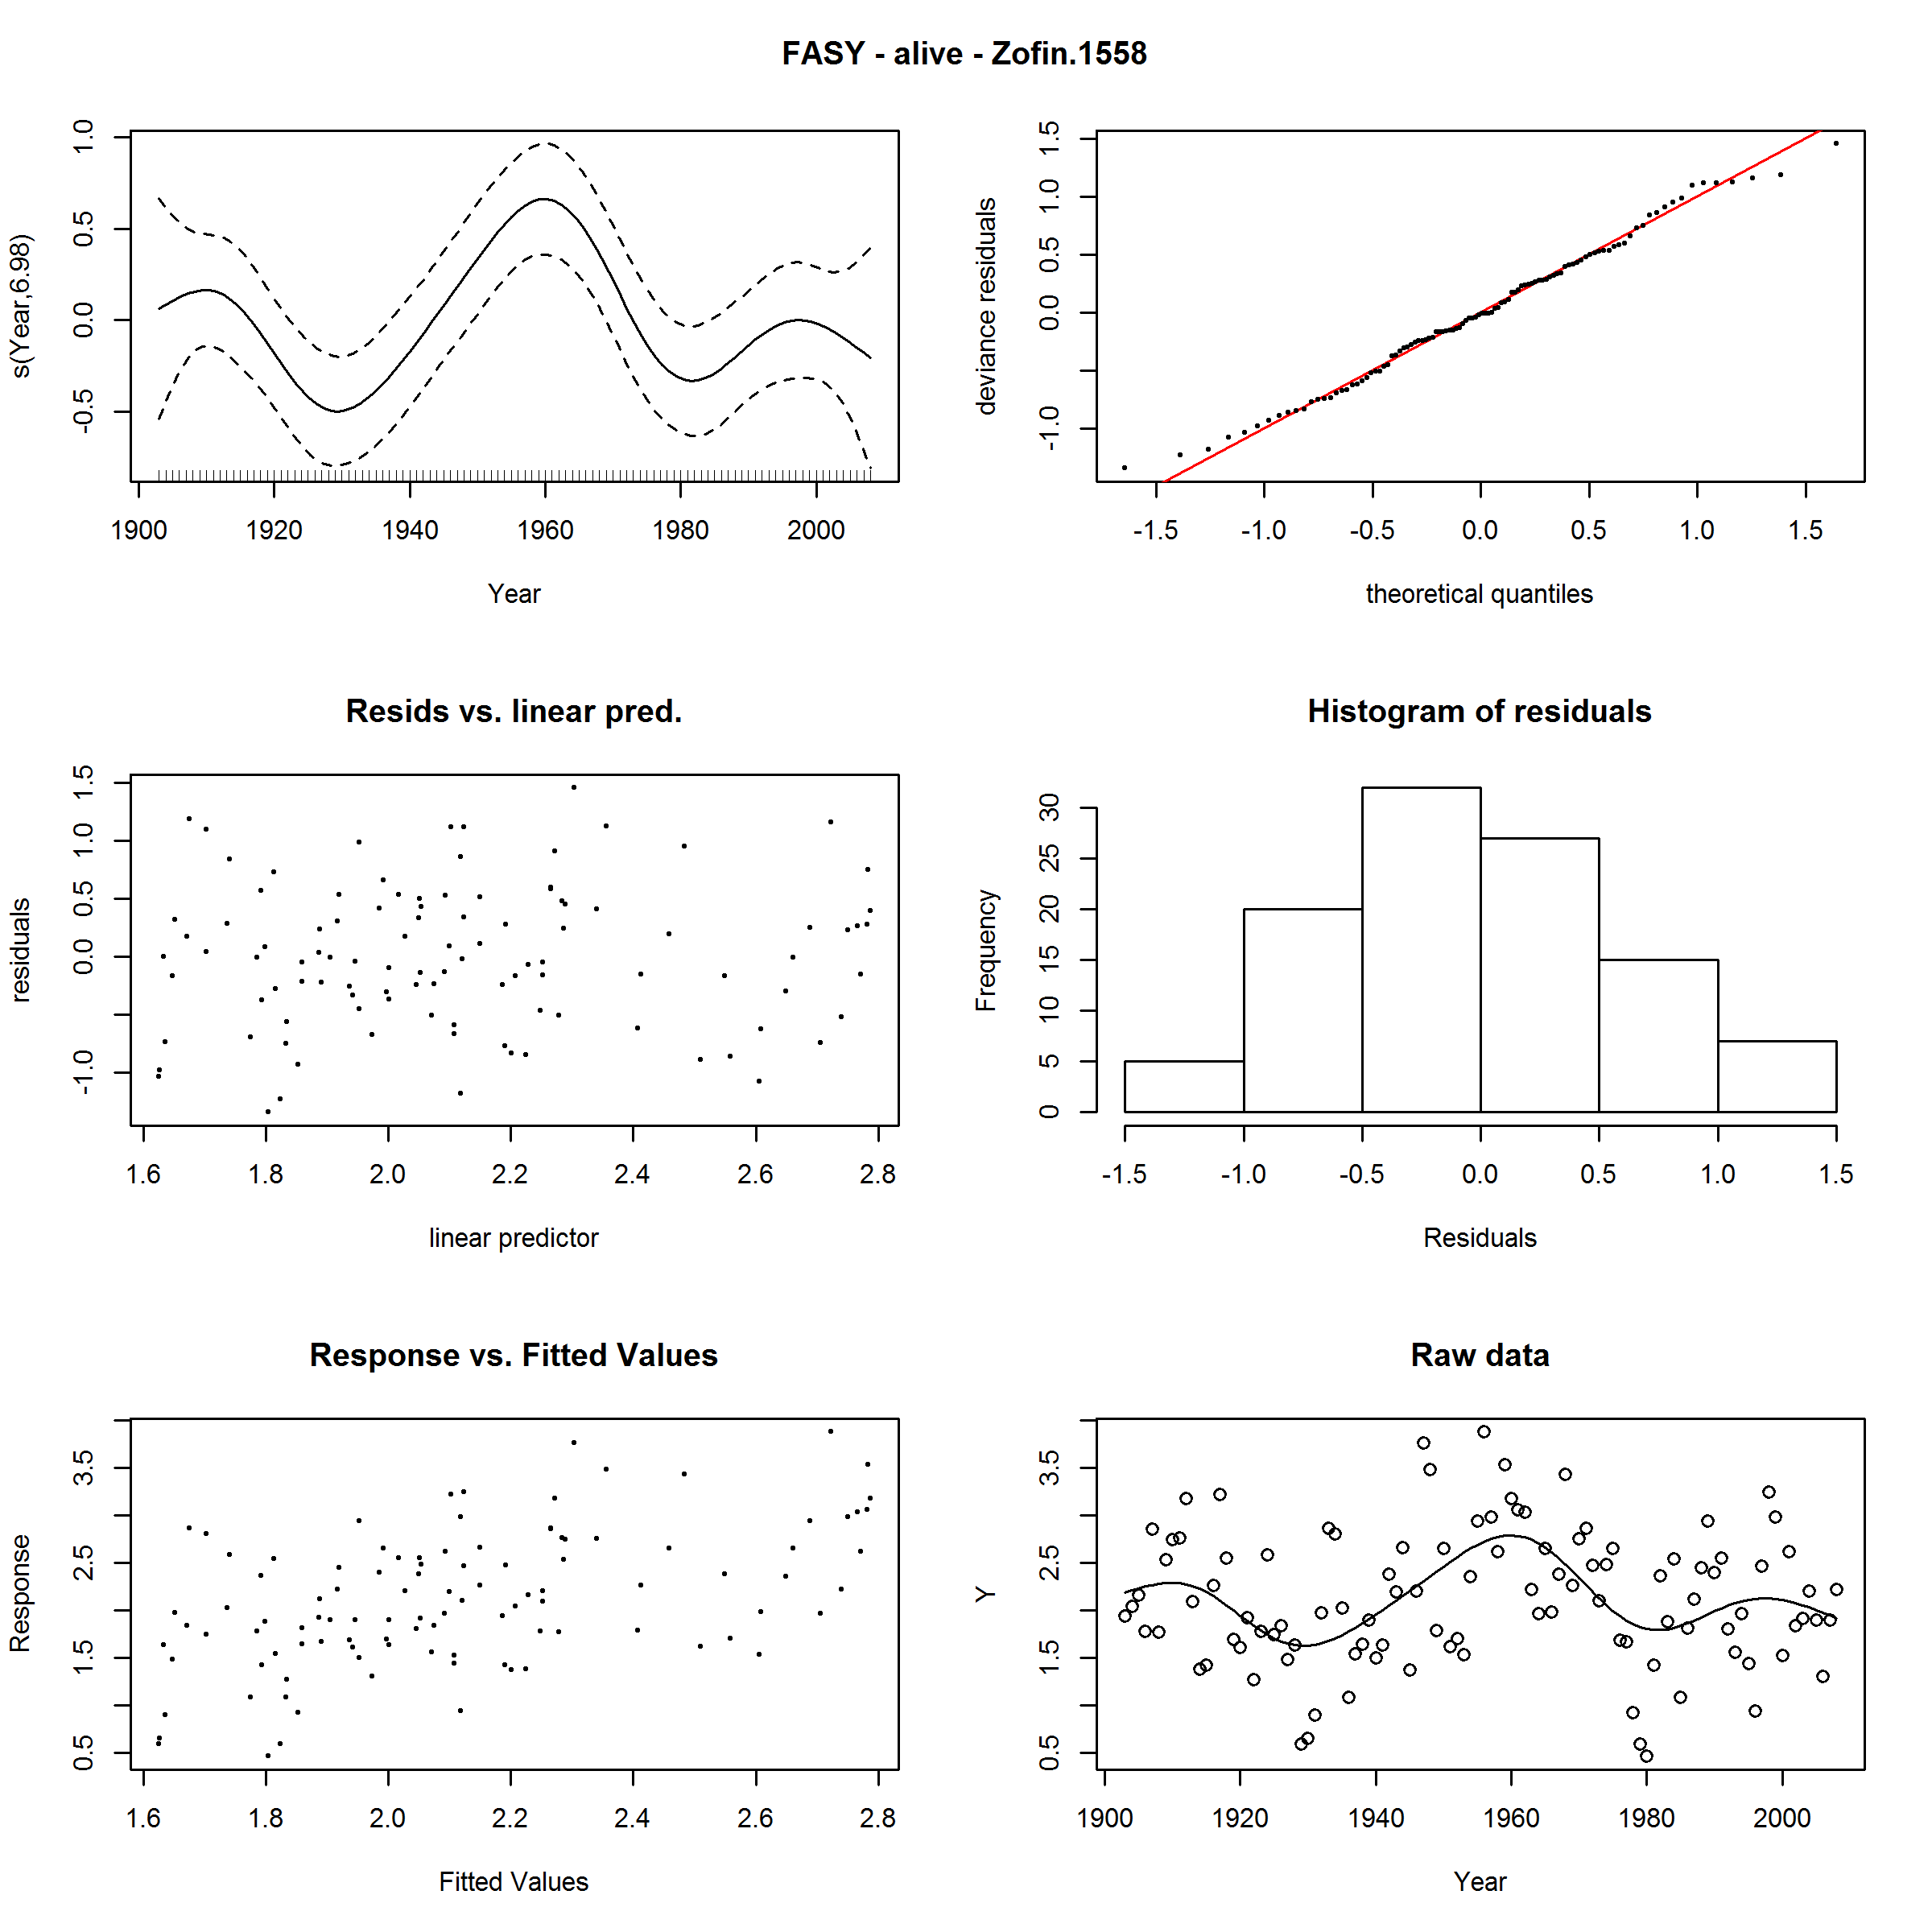 FASY - alive - Zofin.1558
s(Year,6.98)
-0.5 0.0 0.5 1.0
1900 1920 1940 1960 1980 2000
Year
deviance residuals
-1.0 0.0 0.5 1.0 1.5
-1.5 -1.0 -0.5 0.0 0.5 1.0 1.5
theoretical quantiles
Resids vs. linear pred.
residuals
-1.0 0.0 0.5 1.0 1.5
1.6 1.8 2.0 2.2 2.4 2.6 2.8
linear predictor
Histogram of residuals
Frequency
0 5 10 15 20 25 30
-1.5 -1.0 -0.5 0.0 0.5 1.0 1.5
Residuals
Response vs. Fitted Values
Response
0.5 1.5 2.5 3.5
1.6 1.8 2.0 2.2 2.4 2.6 2.8
Fitted Values
Raw data
Y
0.5 1.5 2.5 3.5
1900 1920 1940 1960 1980 2000
Year